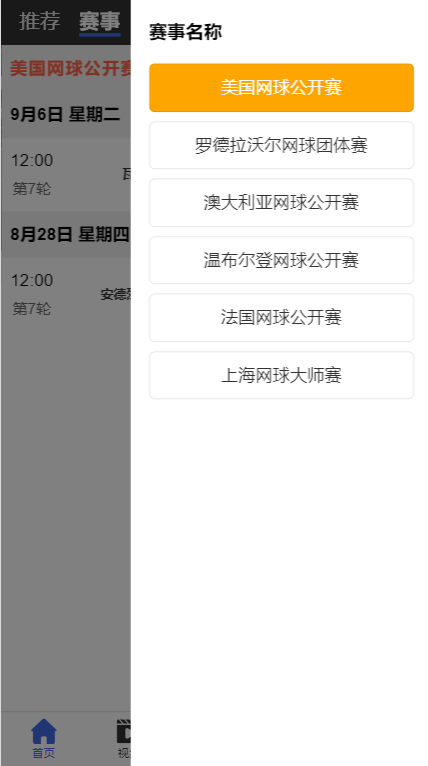 推荐 赛事
美国网球公开赛
9月6日 星期二
12:00
第7轮
8月28日 星期四
12:00
安德烈
第7轮
首页
赛事名称
美国网球公开赛
罗德拉沃尔网球团体赛
澳大利亚网球公开赛
温布尔登网球公开赛
法国网球公开赛
上海网球大师赛